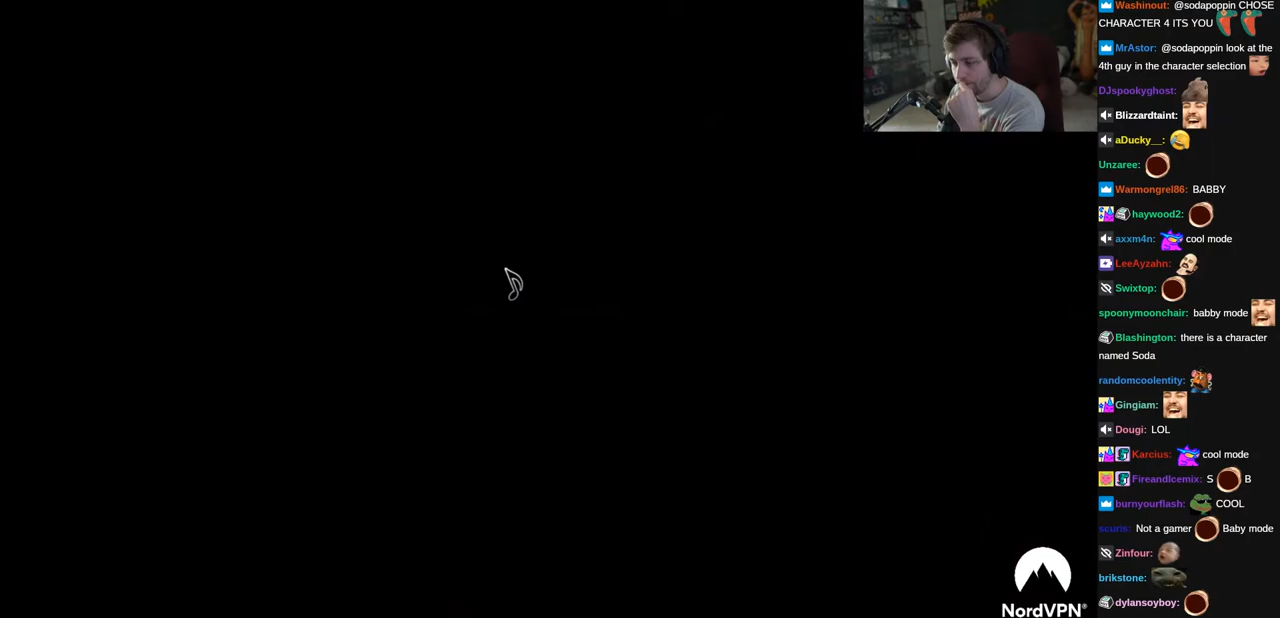 Washinout: @sodapoppin CHOSE
CHARACTER 4 ITS YOU
MrAstor: @sodapoppin look at the
4th guy in the character selection
DJspookyghost:
Blizzardtaint:
aDucky__:
Unzaree:
Warmongrel86: BABBY
haywood2:
axxm4n: cool mode
LeeAyzahn:
Swixtop:
spoonymoonchair: babby mode
Blashington: there is a character
named Soda
randomcoolentity:
Gingiam:
Dougi: LOL
Karcius: cool mode
FireandIcemix: S B
burnyourflash: COOL
scuris: Not a gamer Baby mode
Zinfour:
brikstone:
dylansoyboy:
NordVPN®